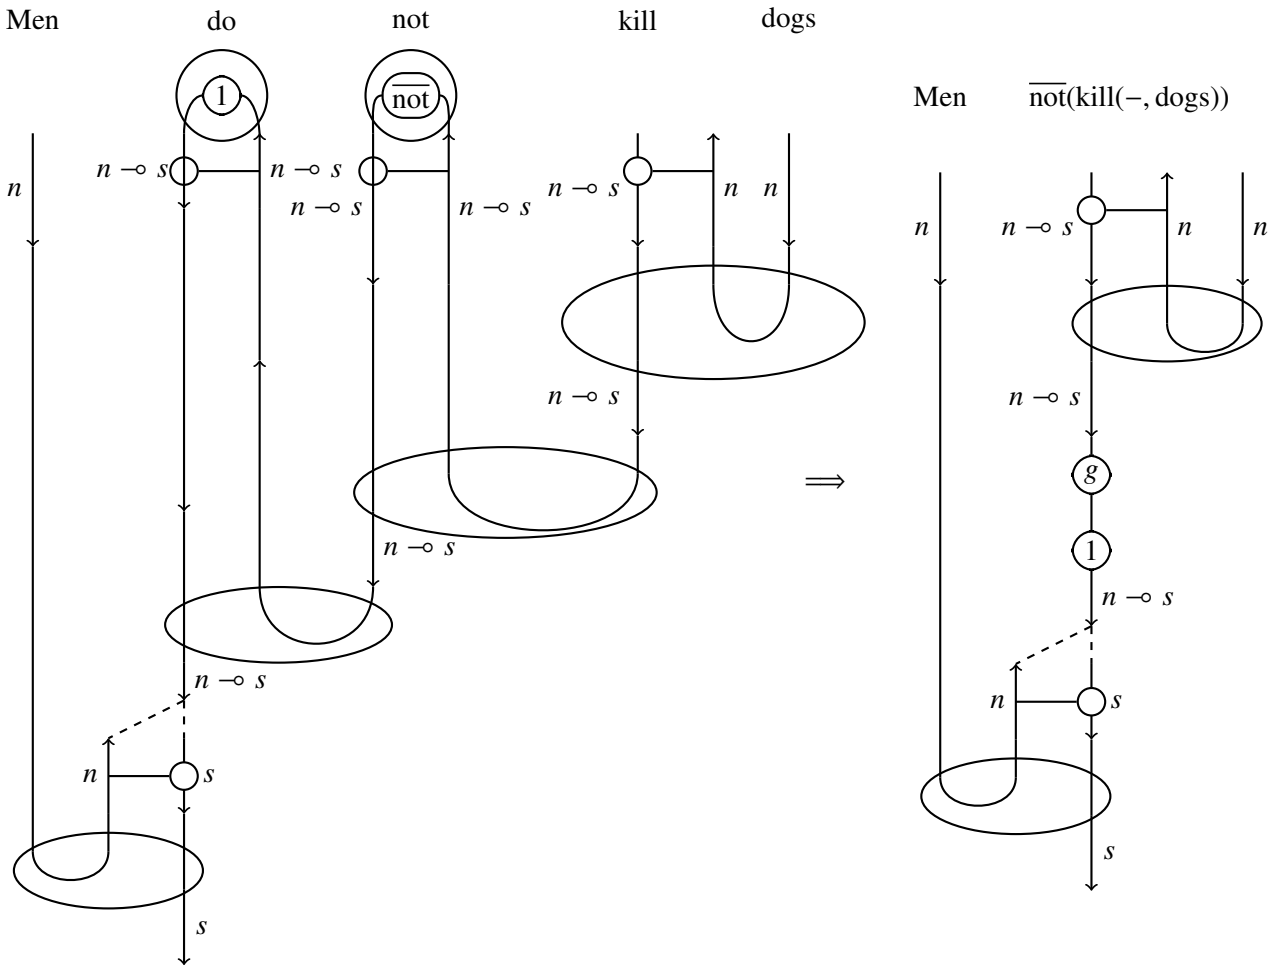 Men do not kill dogs
1 not
Men not(kill(−, dogs))
n n ⊸ s n ⊸ s n ⊸ s n n
n ⊸ s n ⊸ s
n n ⊸ s n n
n ⊸ s n ⊸ s
g
⟹
n ⊸ s 1
n ⊸ s
n ⊸ s
n s
n s
s
s